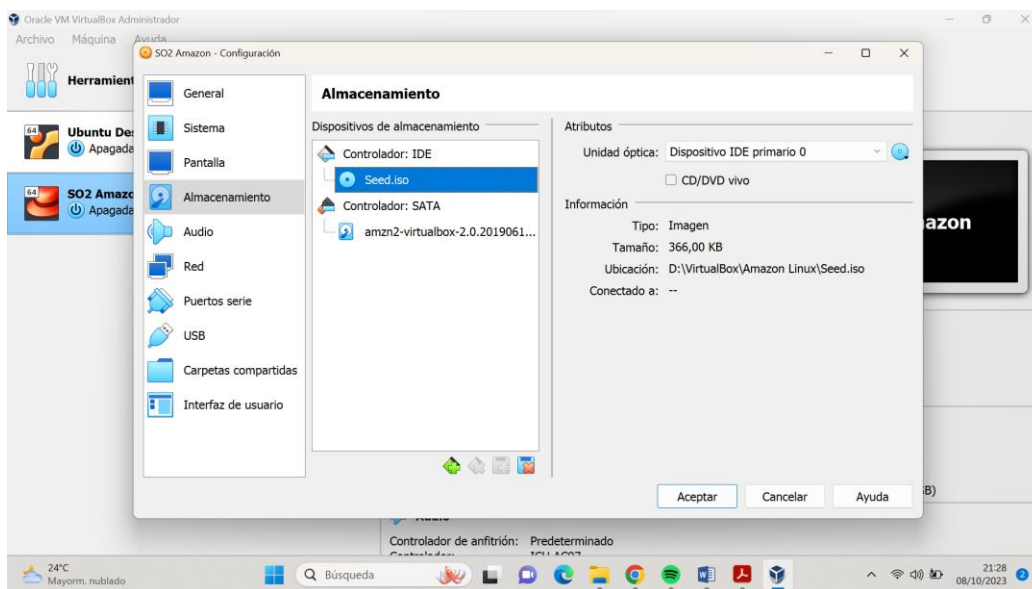 Oracle VM VirtualBox Administrador
Archivo Máquina Ayuda
SO2 Amazon - Configuración
Herramient
64
Ubuntu De
Apagada
64
SO2 Amazo
Apagada
General
Sistema
Pantalla
Almacenamiento
Audio
Red
Puertos serie
USB
Carpetas compartidas
Interfaz de usuario
Almacenamiento
Dispositivos de almacenamiento
Controlador: IDE
Seed.iso
Controlador: SATA
amzn2-virtualbox-2.0.2019061...
Atributos
Unidad óptica: Dispositivo IDE primario 0
CD/DVD vivo
Información
Tipo: Imagen
Tamaño: 366,00 KB
Ubicación: D:\VirtualBox\Amazon Linux\Seed.iso
Conectado a: --
Aceptar Cancelar Ayuda
azon
B)
Controlador de anfitrión: Predeterminado
24°C
Mayorm. nublado
Búsqueda
21:28
08/10/2023
2